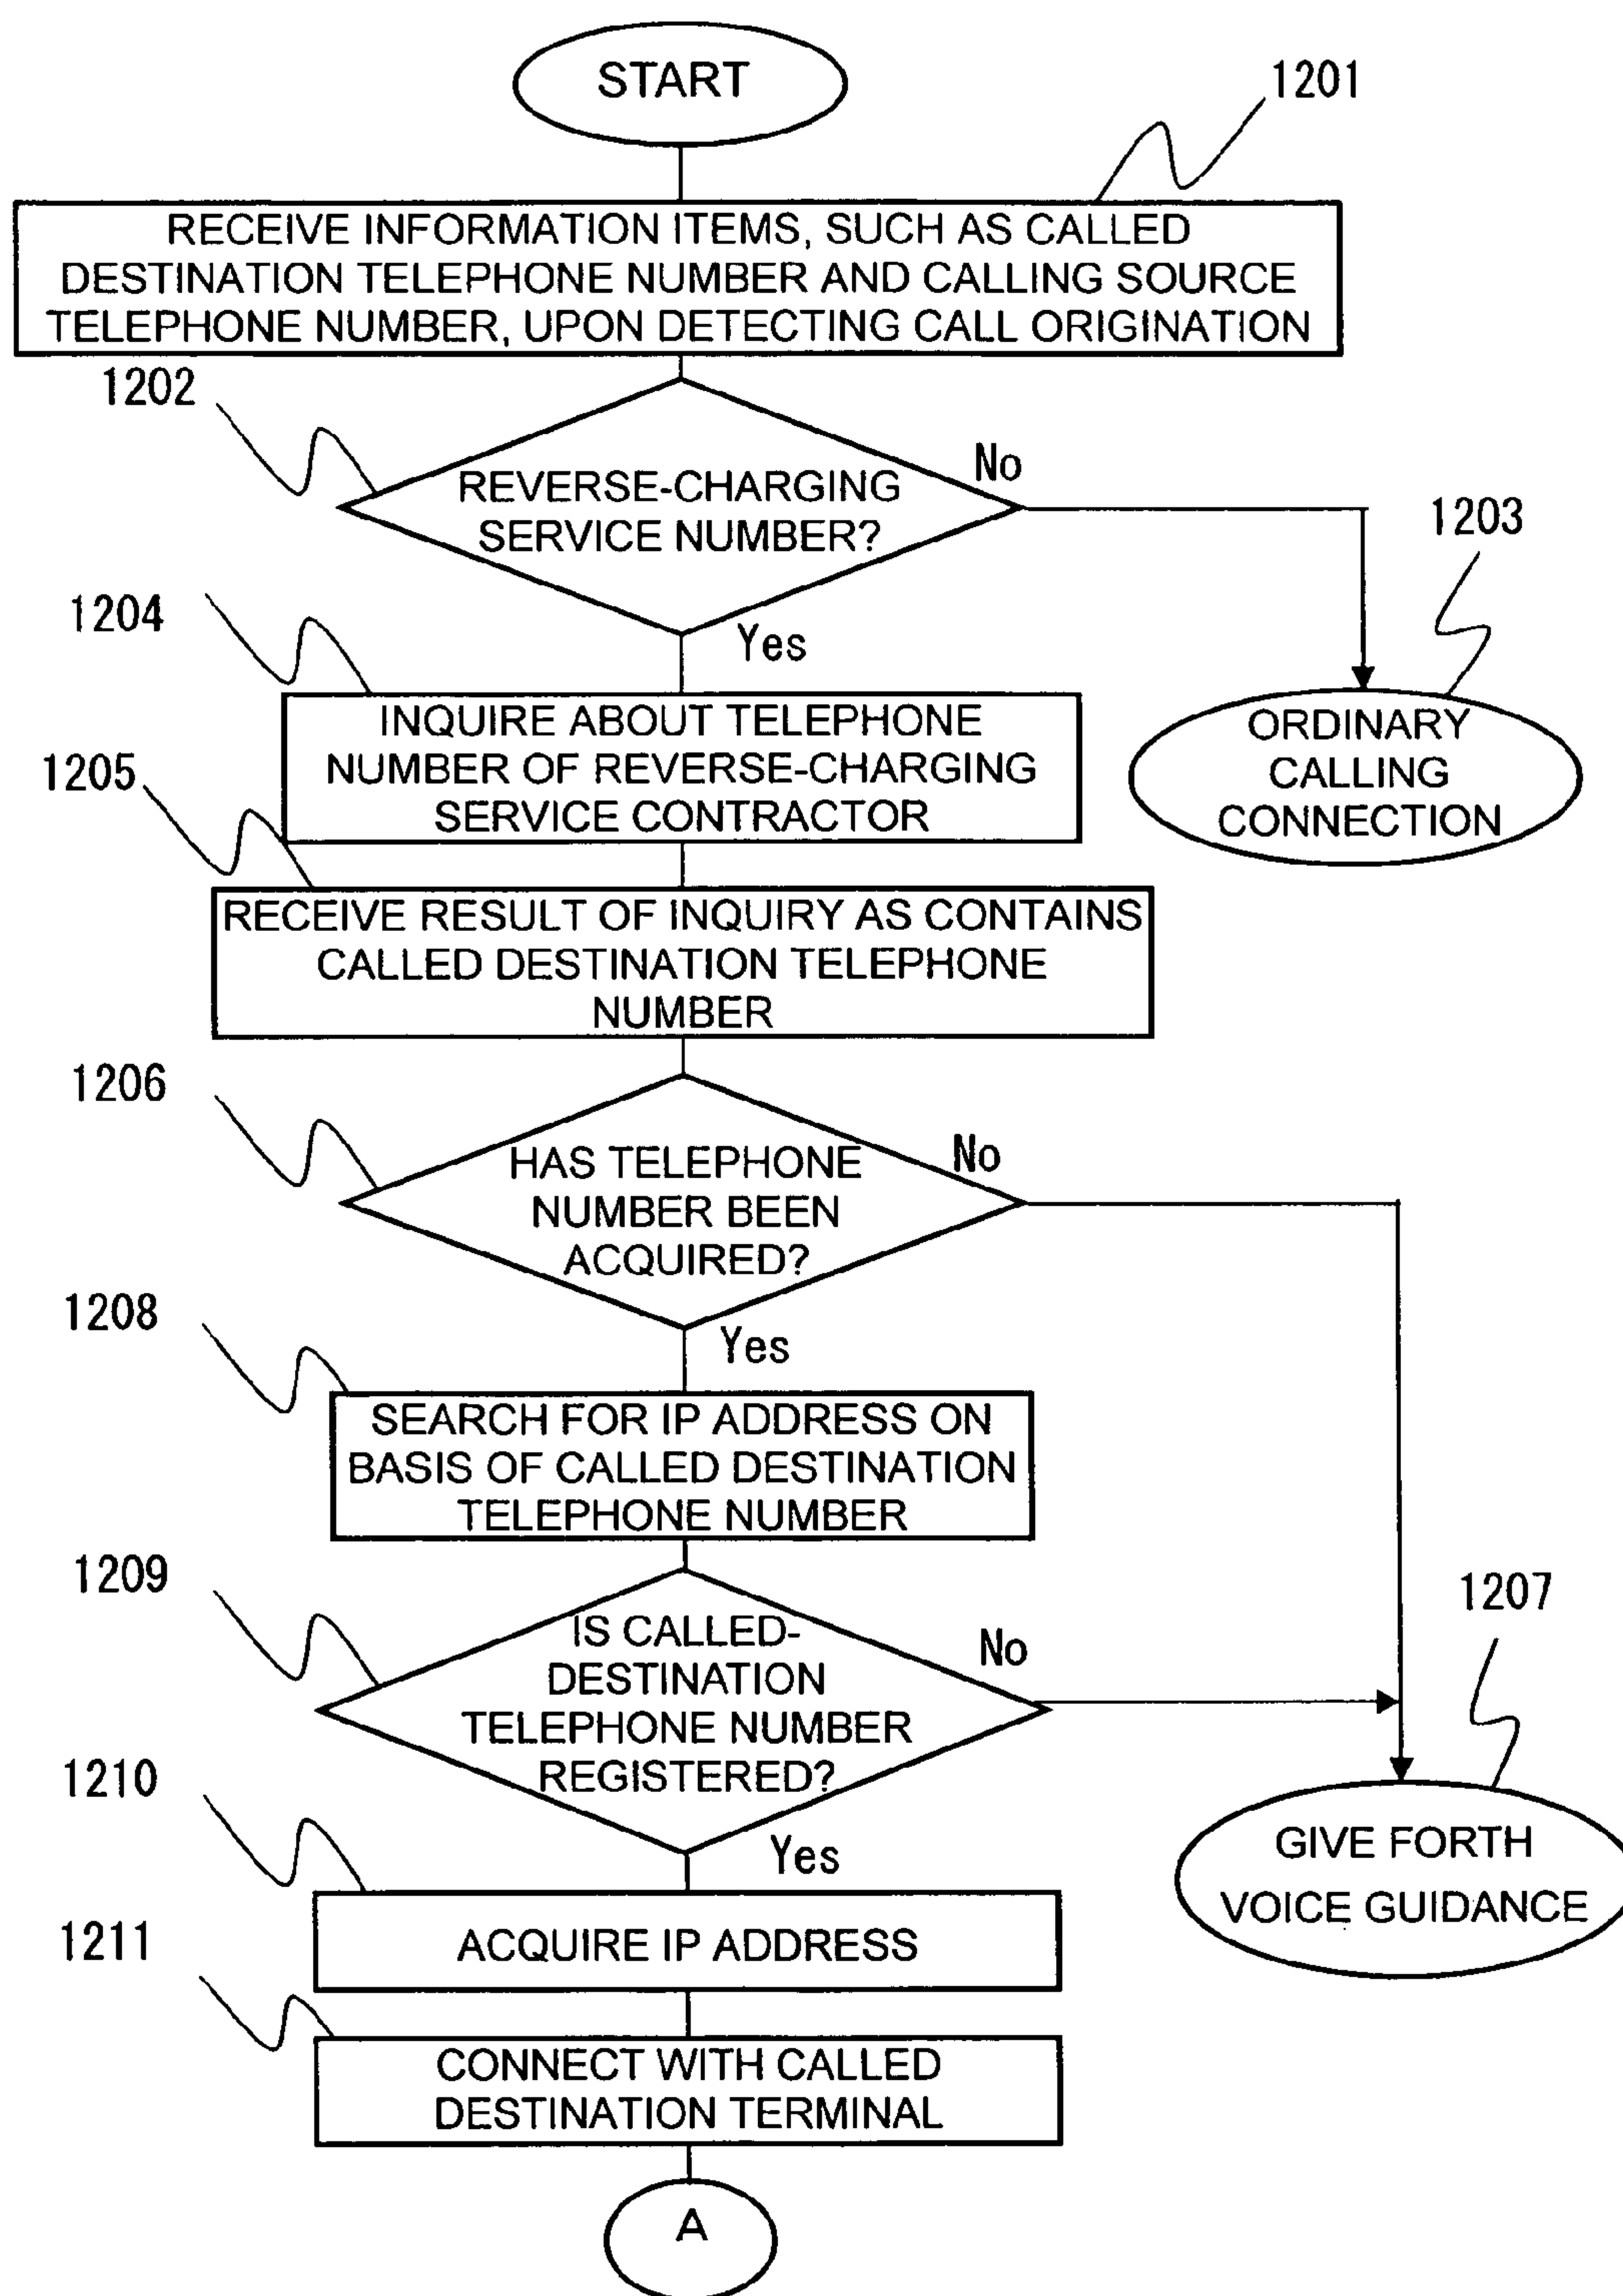 START
1201
RECEIVE INFORMATION ITEMS, SUCH AS CALLED
DESTINATION TELEPHONE NUMBER AND CALLING SOURCE
TELEPHONE NUMBER, UPON DETECTING CALL ORIGINATION
1202
REVERSE-CHARGING
SERVICE NUMBER?
No
1203
Yes
ORDINARY
CALLING
CONNECTION
1204
INQUIRE ABOUT TELEPHONE
NUMBER OF REVERSE-CHARGING
SERVICE CONTRACTOR
1205
RECEIVE RESULT OF INQUIRY AS CONTAINS
CALLED DESTINATION TELEPHONE
NUMBER
1206
HAS TELEPHONE
NUMBER BEEN
ACQUIRED?
No
Yes
1208
SEARCH FOR IP ADDRESS ON
BASIS OF CALLED DESTINATION
TELEPHONE NUMBER
1209
IS CALLED-
DESTINATION
TELEPHONE NUMBER
REGISTERED?
No
1207
Yes
GIVE FORTH
VOICE GUIDANCE
1210
ACQUIRE IP ADDRESS
1211
CONNECT WITH CALLED
DESTINATION TERMINAL
A